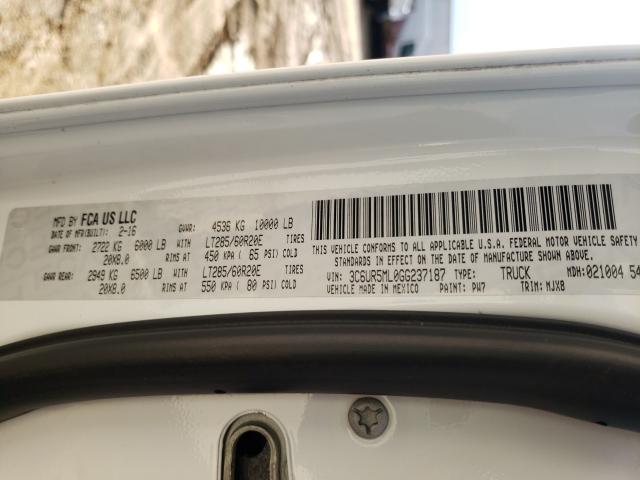 MFD BY FCA US LLC
DATE OF MFR(BUILT): 2-16 GVWR: 4536 KG 10000 LB
GAWR FRONT: 2722 KG 6000 LB WITH LT285/60R20E TIRES
20X8.0 RIMS AT 450 KPA ( 65 PSI) COLD
GAWR REAR: 2949 KG 6500 LB WITH LT285/60R20E TIRES
20X8.0 RIMS AT 550 KPA ( 80 PSI) COLD
THIS VEHICLE CONFORMS TO ALL APPLICABLE U.S.A. FEDERAL MOTOR VEHICLE SAFETY
STANDARDS IN EFFECT ON THE DATE OF MANUFACTURE SHOWN ABOVE.
VIN: 3C6UR5ML0GG237187 TYPE: TRUCK MDH:021004 54
VEHICLE MADE IN MEXICO PAINT: PW7 TRIM: MJX8